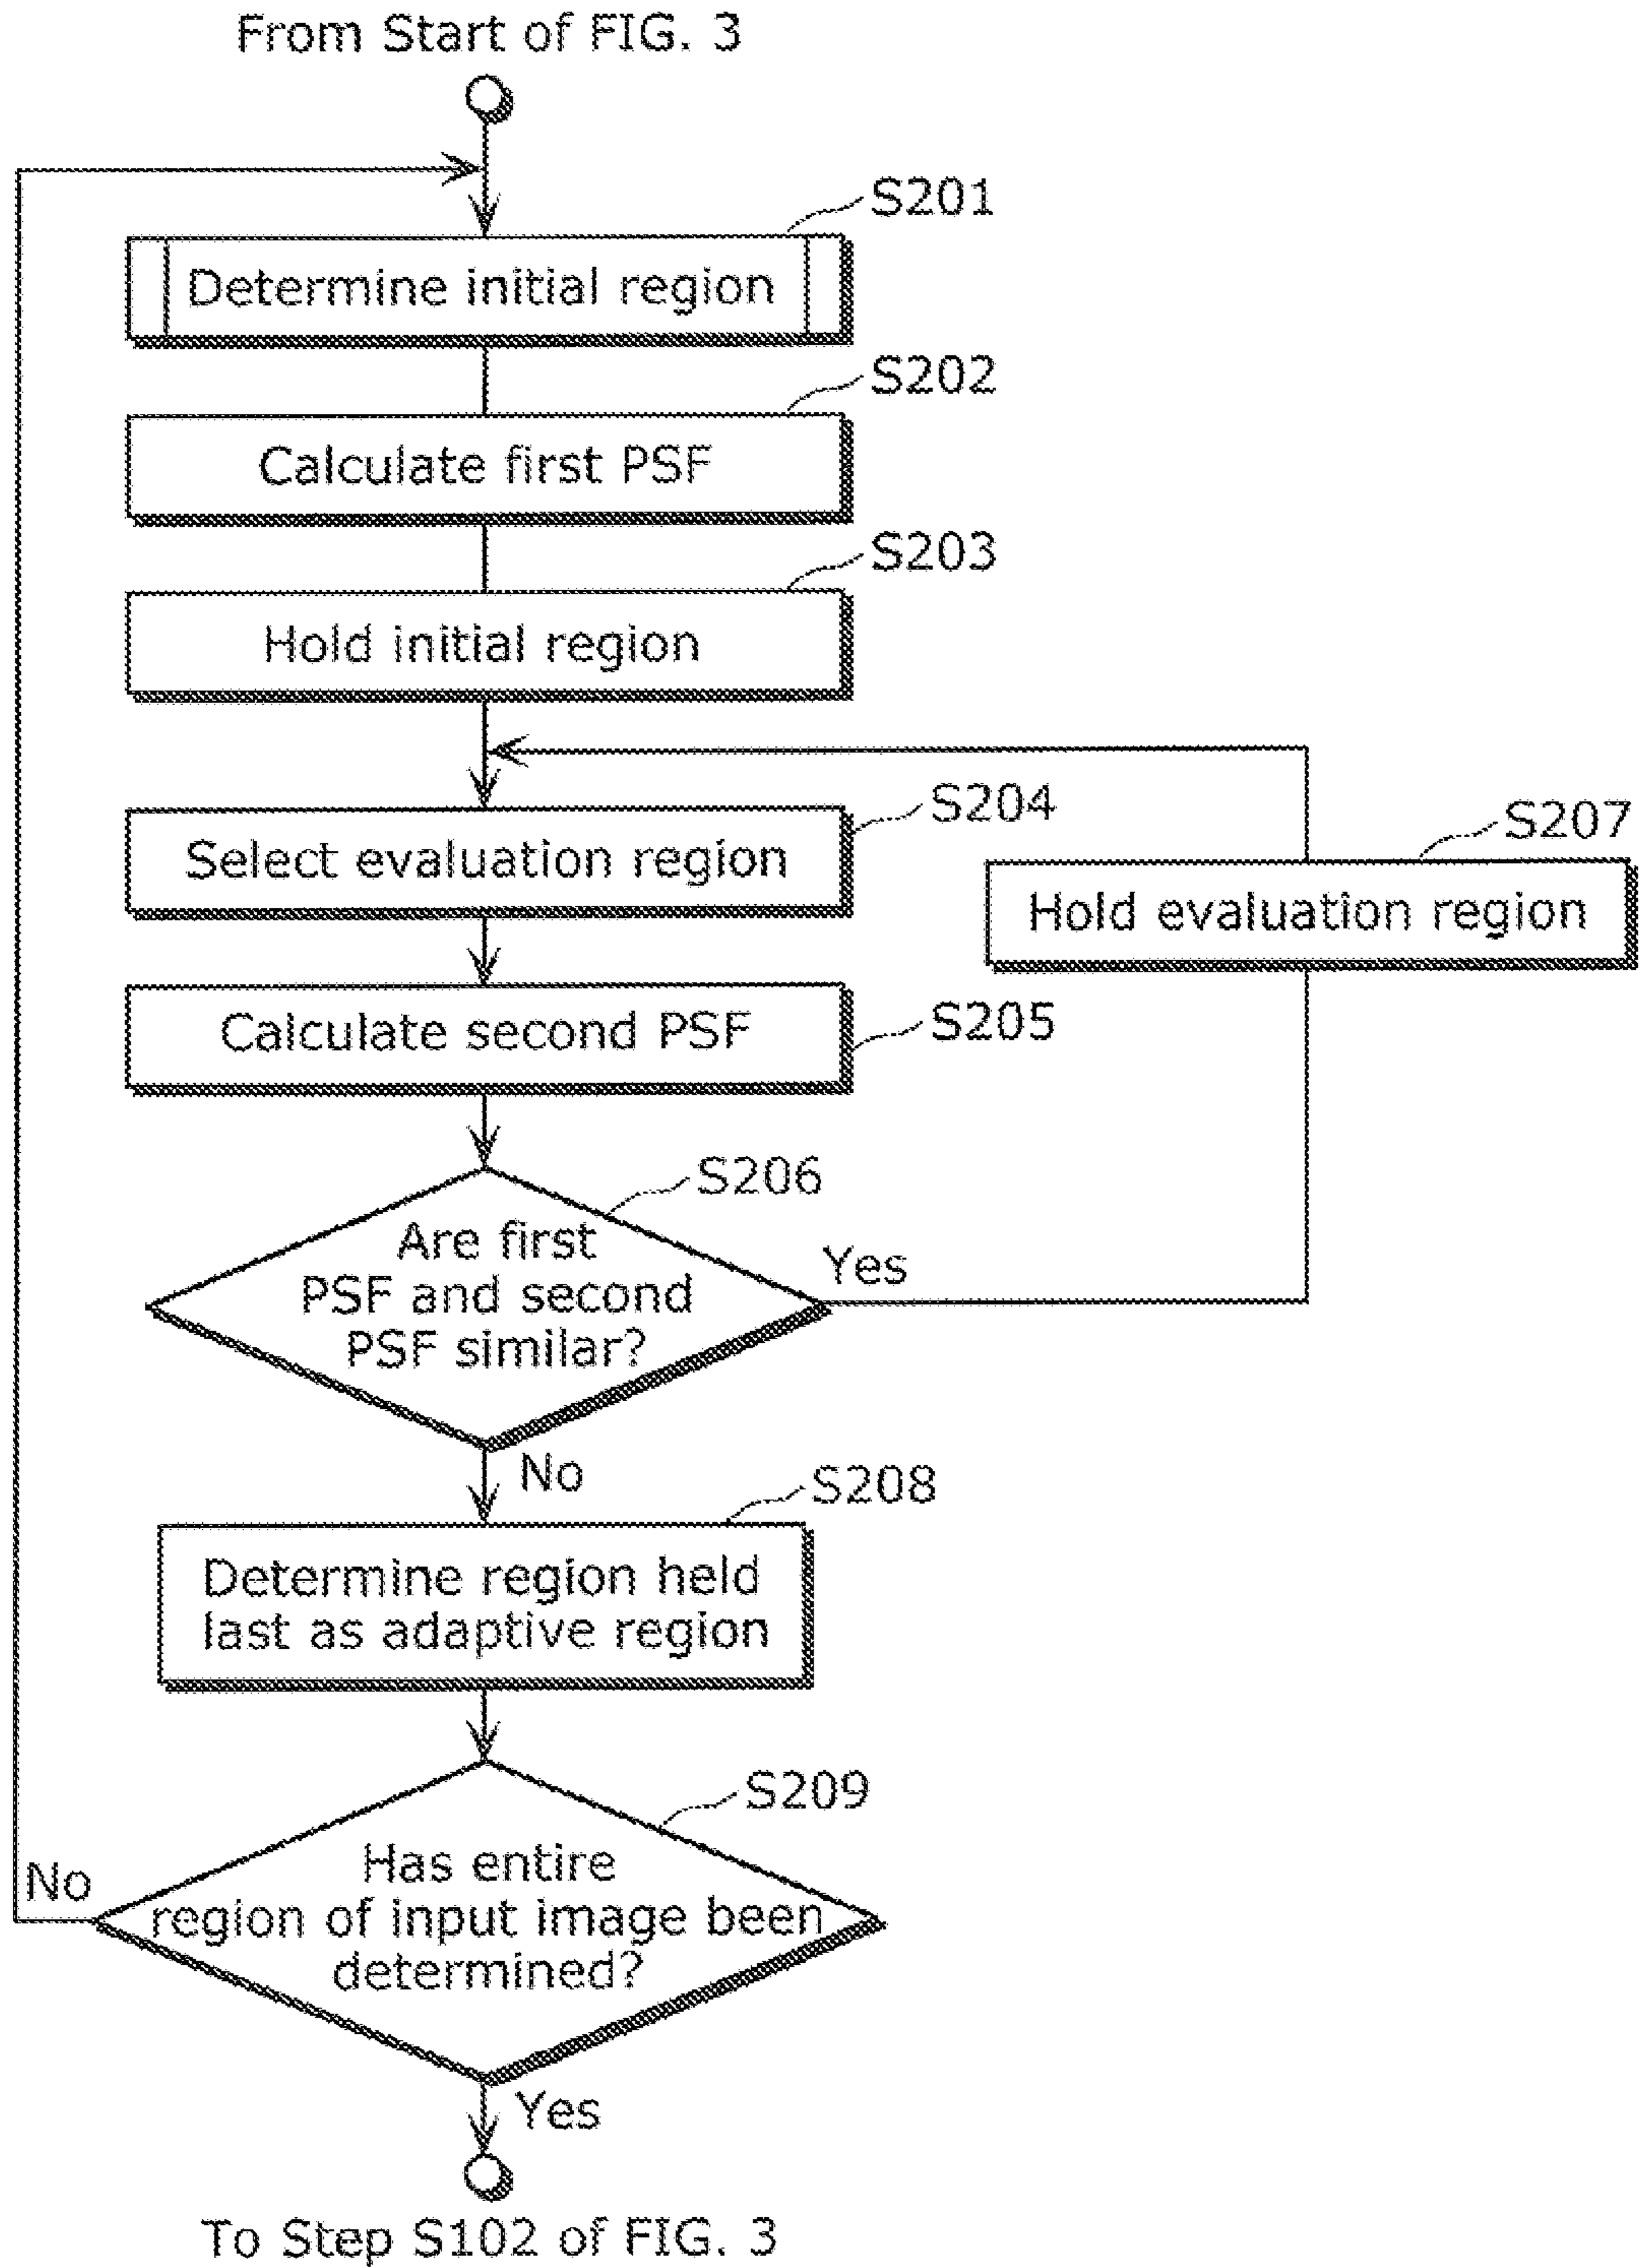 From Start of FIG. 3
S201
Determine initial region
S202
Calculate first PSF
S203
Hold initial region
S204
Select evaluation region
S207
Hold evaluation region
S205
Calculate second PSF
S206
Are first
PSF and second
PSF similar?
Yes
No
S208
Determine region held
last as adaptive region
S209
Has entire
region of input image been
determined?
No
Yes
To Step S102 of FIG. 3